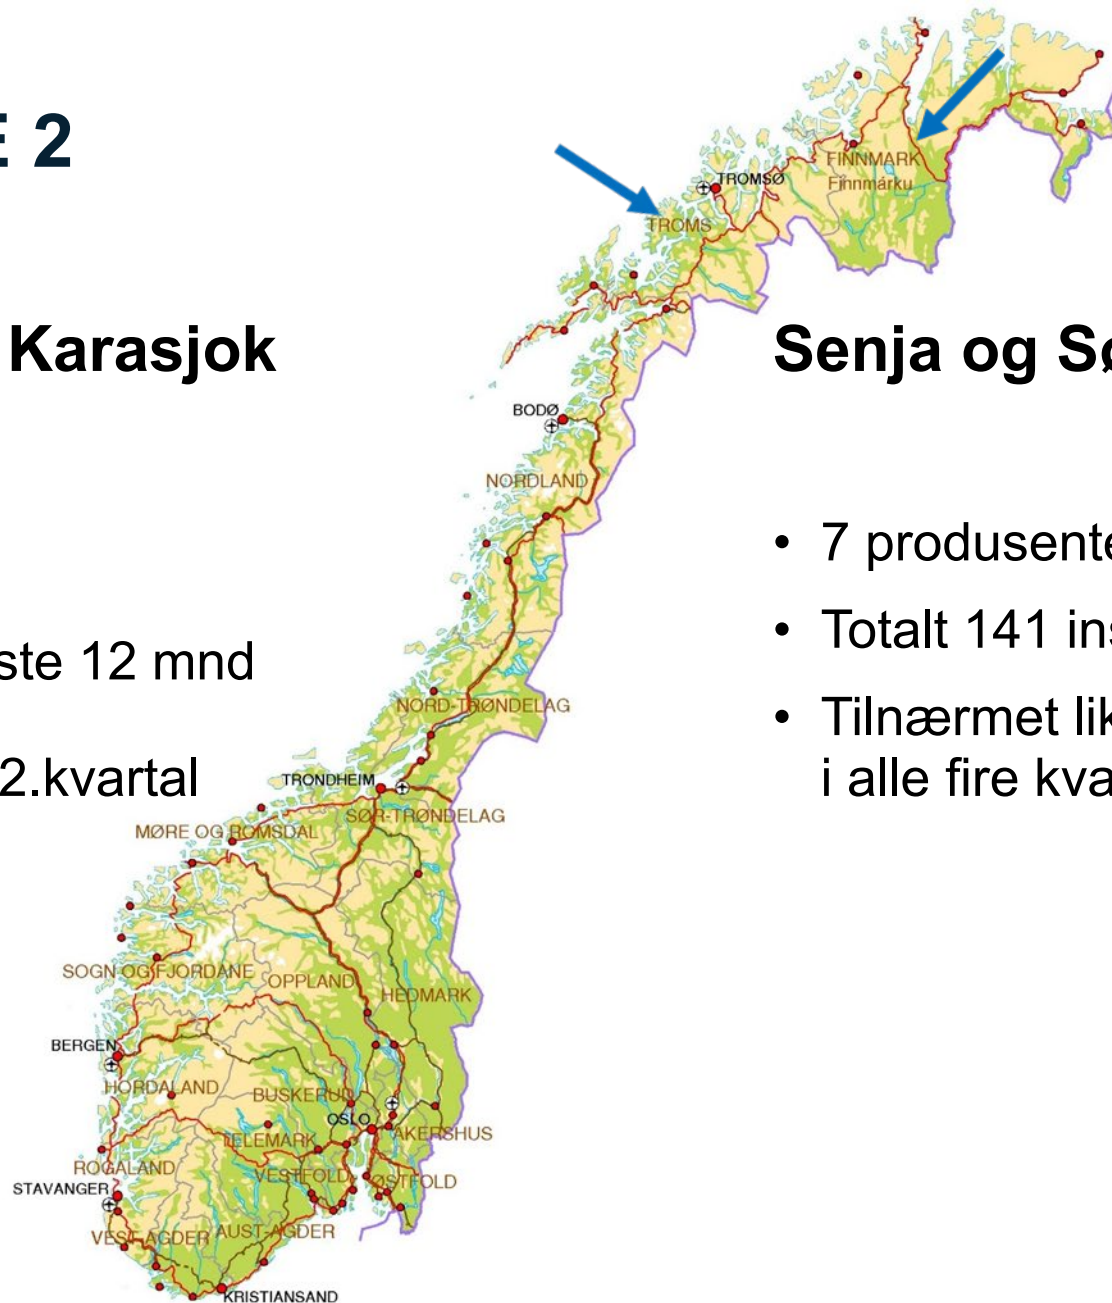 E 2
Karasjok
Senja og Sø
ste 12 mnd
2.kvartal
• 7 produsente
• Totalt 141 ins
• Tilnærmet lik
i alle fire kva
FINNMARK
Finnmárku
TROMSØ
TROMS
BODØ
NORDLAND
NORD-TRØNDELAG
TRONDHEIM
SØR-TRØNDELAG
MØRE OG ROMSDAL
SOGN OG FJORDANE
OPPLAND
HEDMARK
BERGEN
HORDALAND
BUSKERUD
OSLO
AKERSHUS
TELEMARK
ROGALAND
VESTFOLD
ØSTFOLD
STAVANGER
VEST-AGDER
AUST-AGDER
KRISTIANSAND